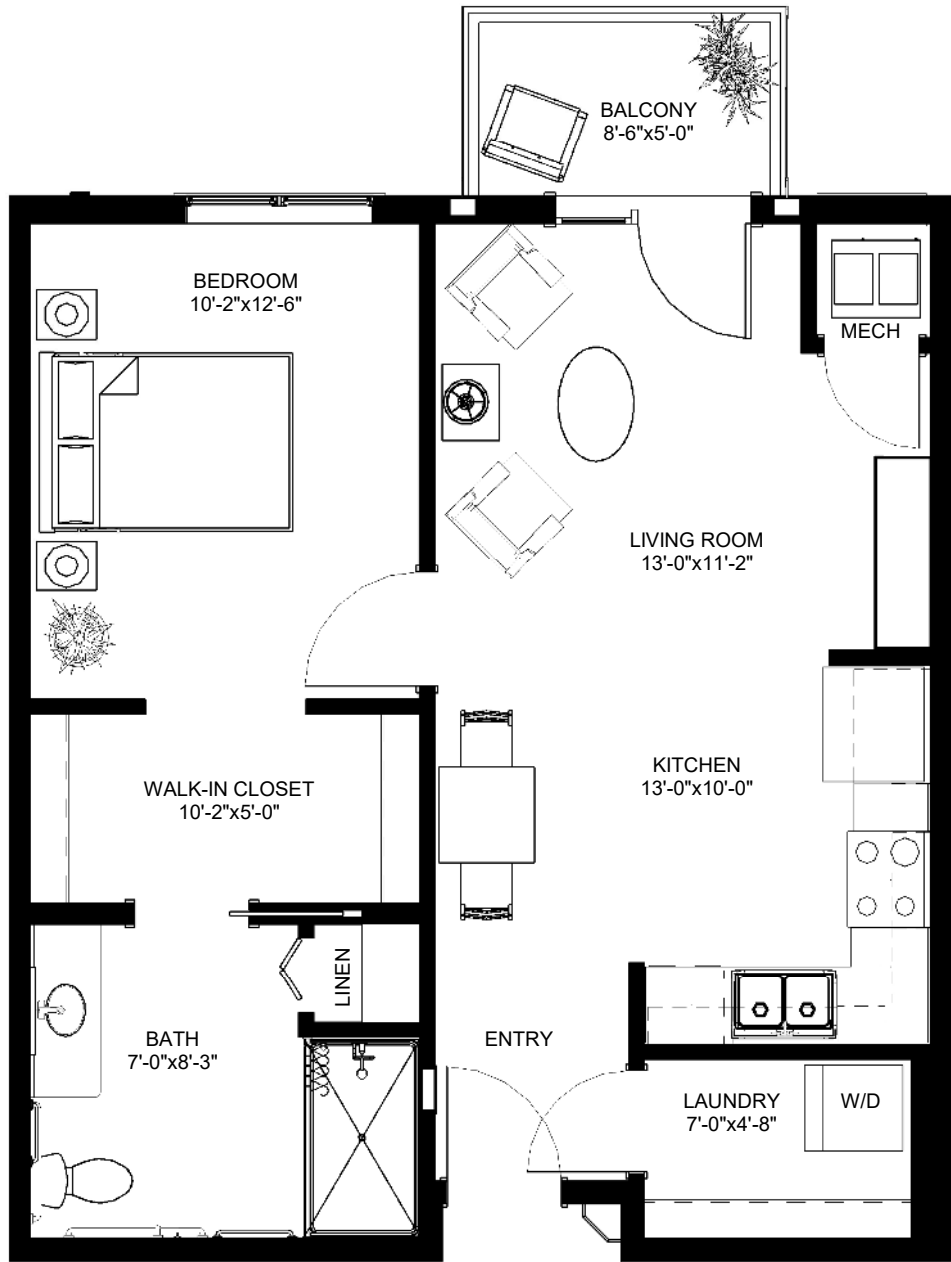 BALCONY
8'-6"x5'-0"
BEDROOM
10'-2"x12'-6"
MECH
LIVING ROOM
13'-0"x11'-2"
KITCHEN
13'-0"x10'-0"
WALK-IN CLOSET
10'-2"x5'-0"
LINEN
BATH
7'-0"x8'-3"
ENTRY
LAUNDRY
7'-0"x4'-8"
W/D